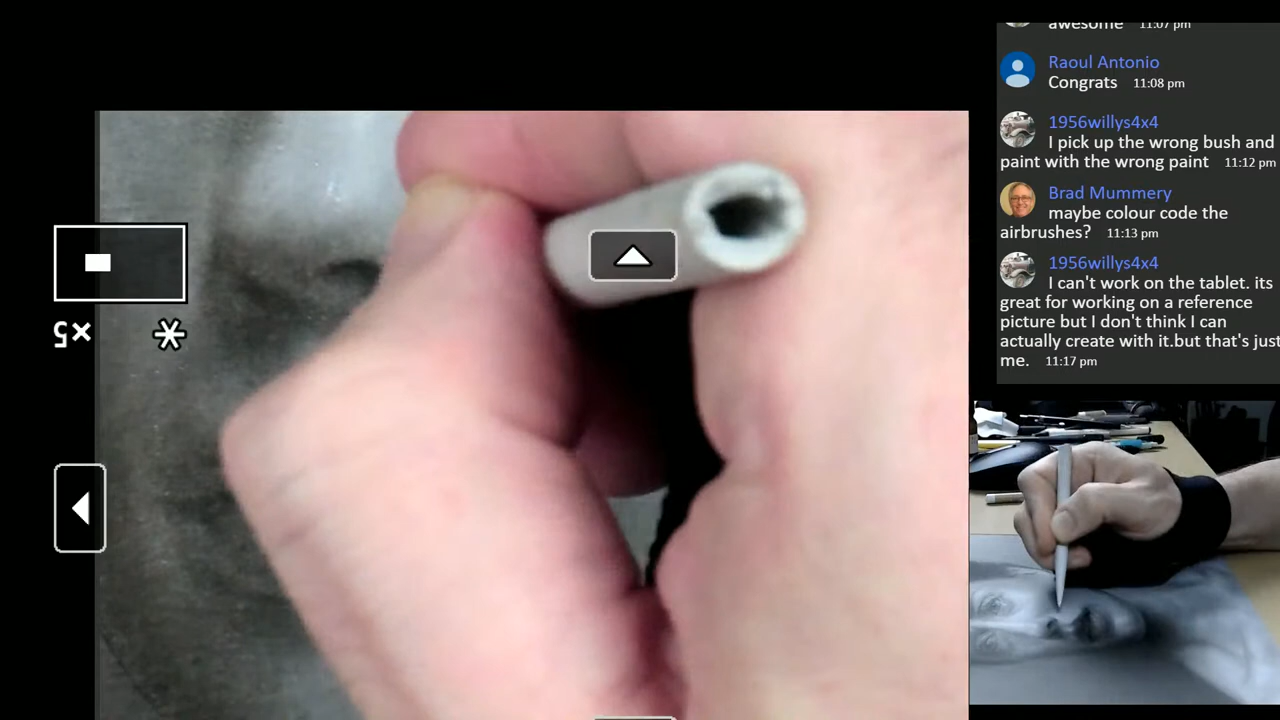 awesome 11:07 pm
Raoul Antonio
Congrats 11:08 pm
1956willys4x4
I pick up the wrong bush and
paint with the wrong paint 11:12 pm
Brad Mummery
maybe colour code the
airbrushes? 11:13 pm
1956willys4x4
I can't work on the tablet. its
great for working on a reference
picture but I don't think I can
actually create with it.but that's just
me. 11:17 pm
×5